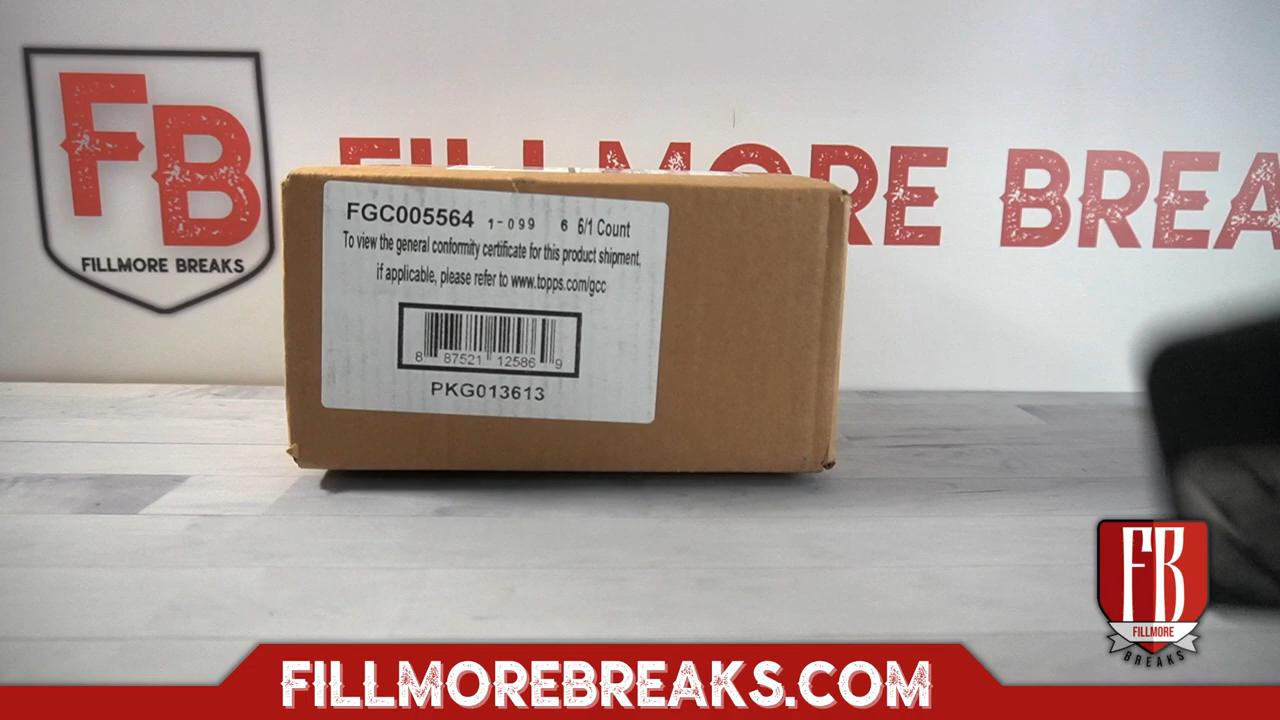 FB
FILLMORE BREAKS
FILLMORE BREA
FGC005564 1-099 6 6/1 Count
To view the general conformity certificate for this product shipment,
if applicable, please refer to www.topps.com/gcc
8 87521 12586 9
PKG013613
FB
FILLMORE
BREAKS
FILLMOREBREAKS.COM